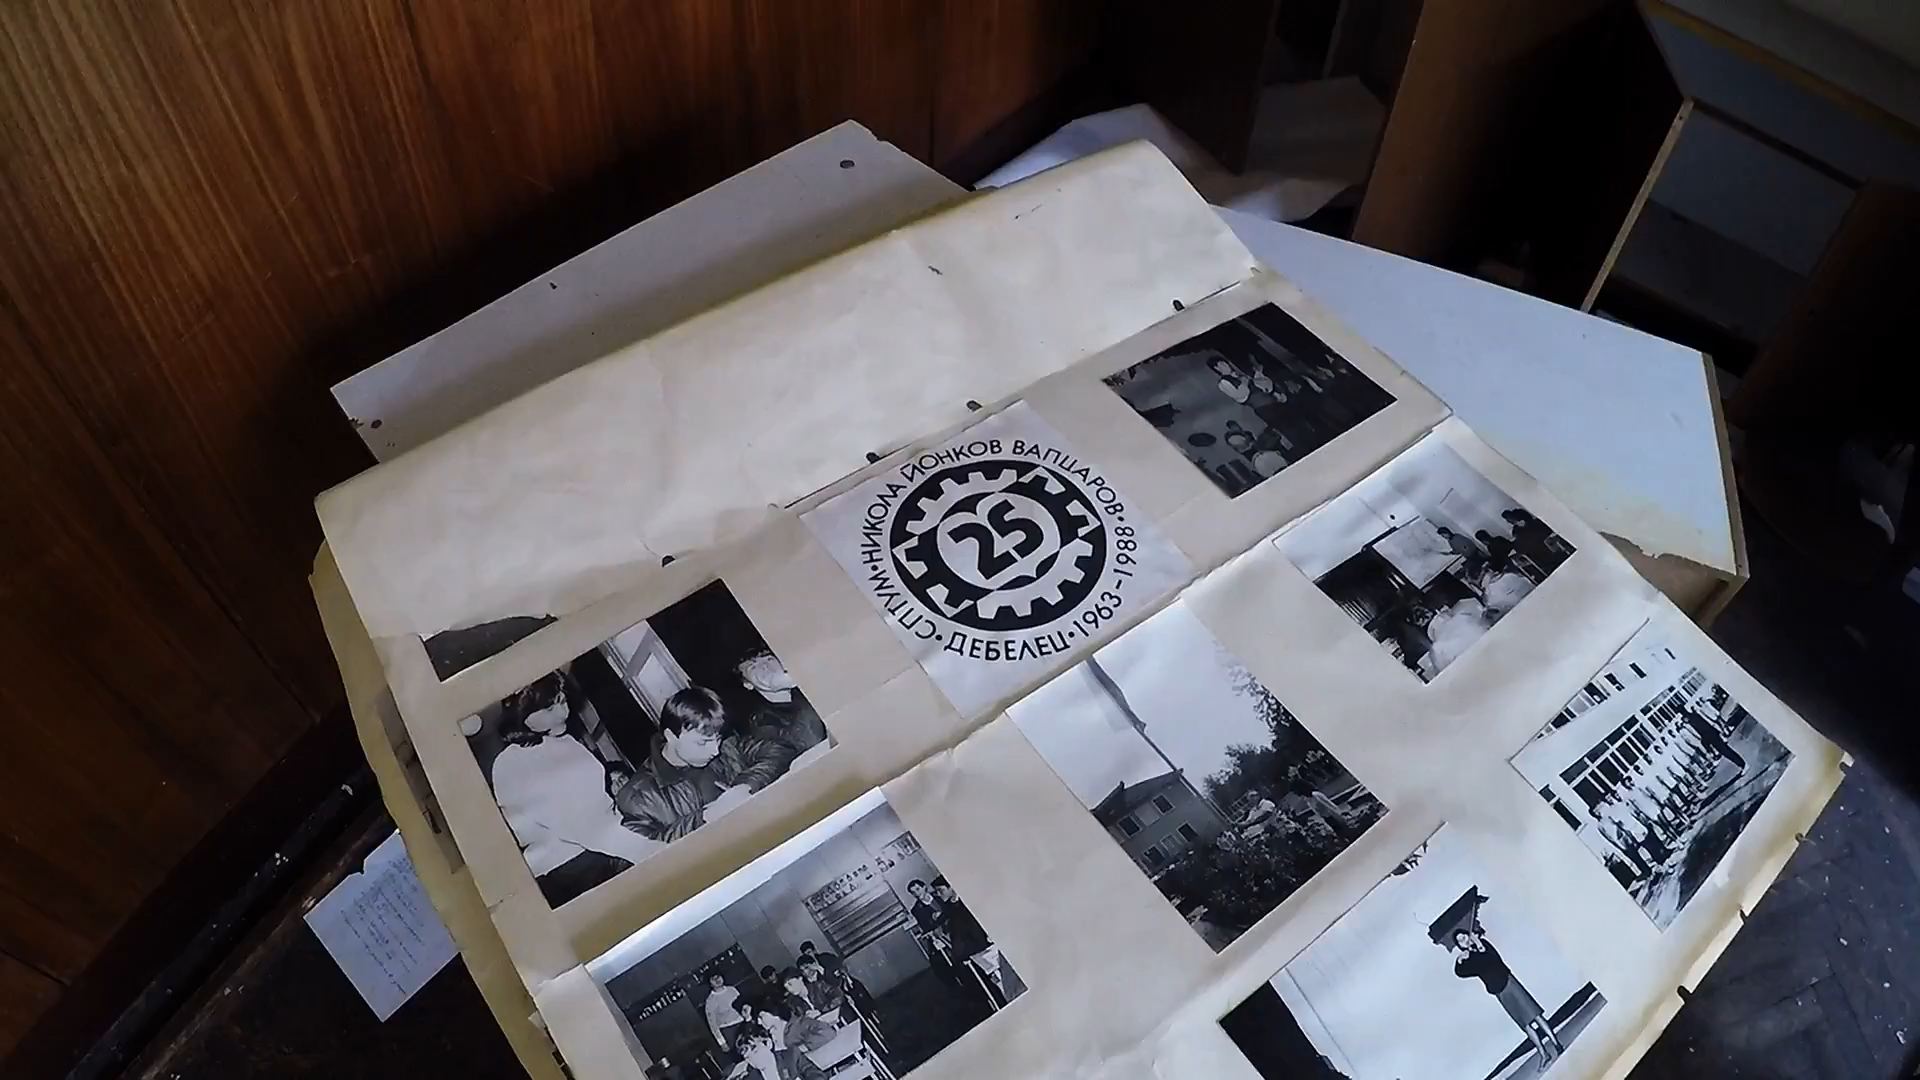 СПТУМ•НИКОЛА ЙОНКОВ ВАПЦАРОВ•
•ДЕБЕЛЕЦ•1963-1988
25